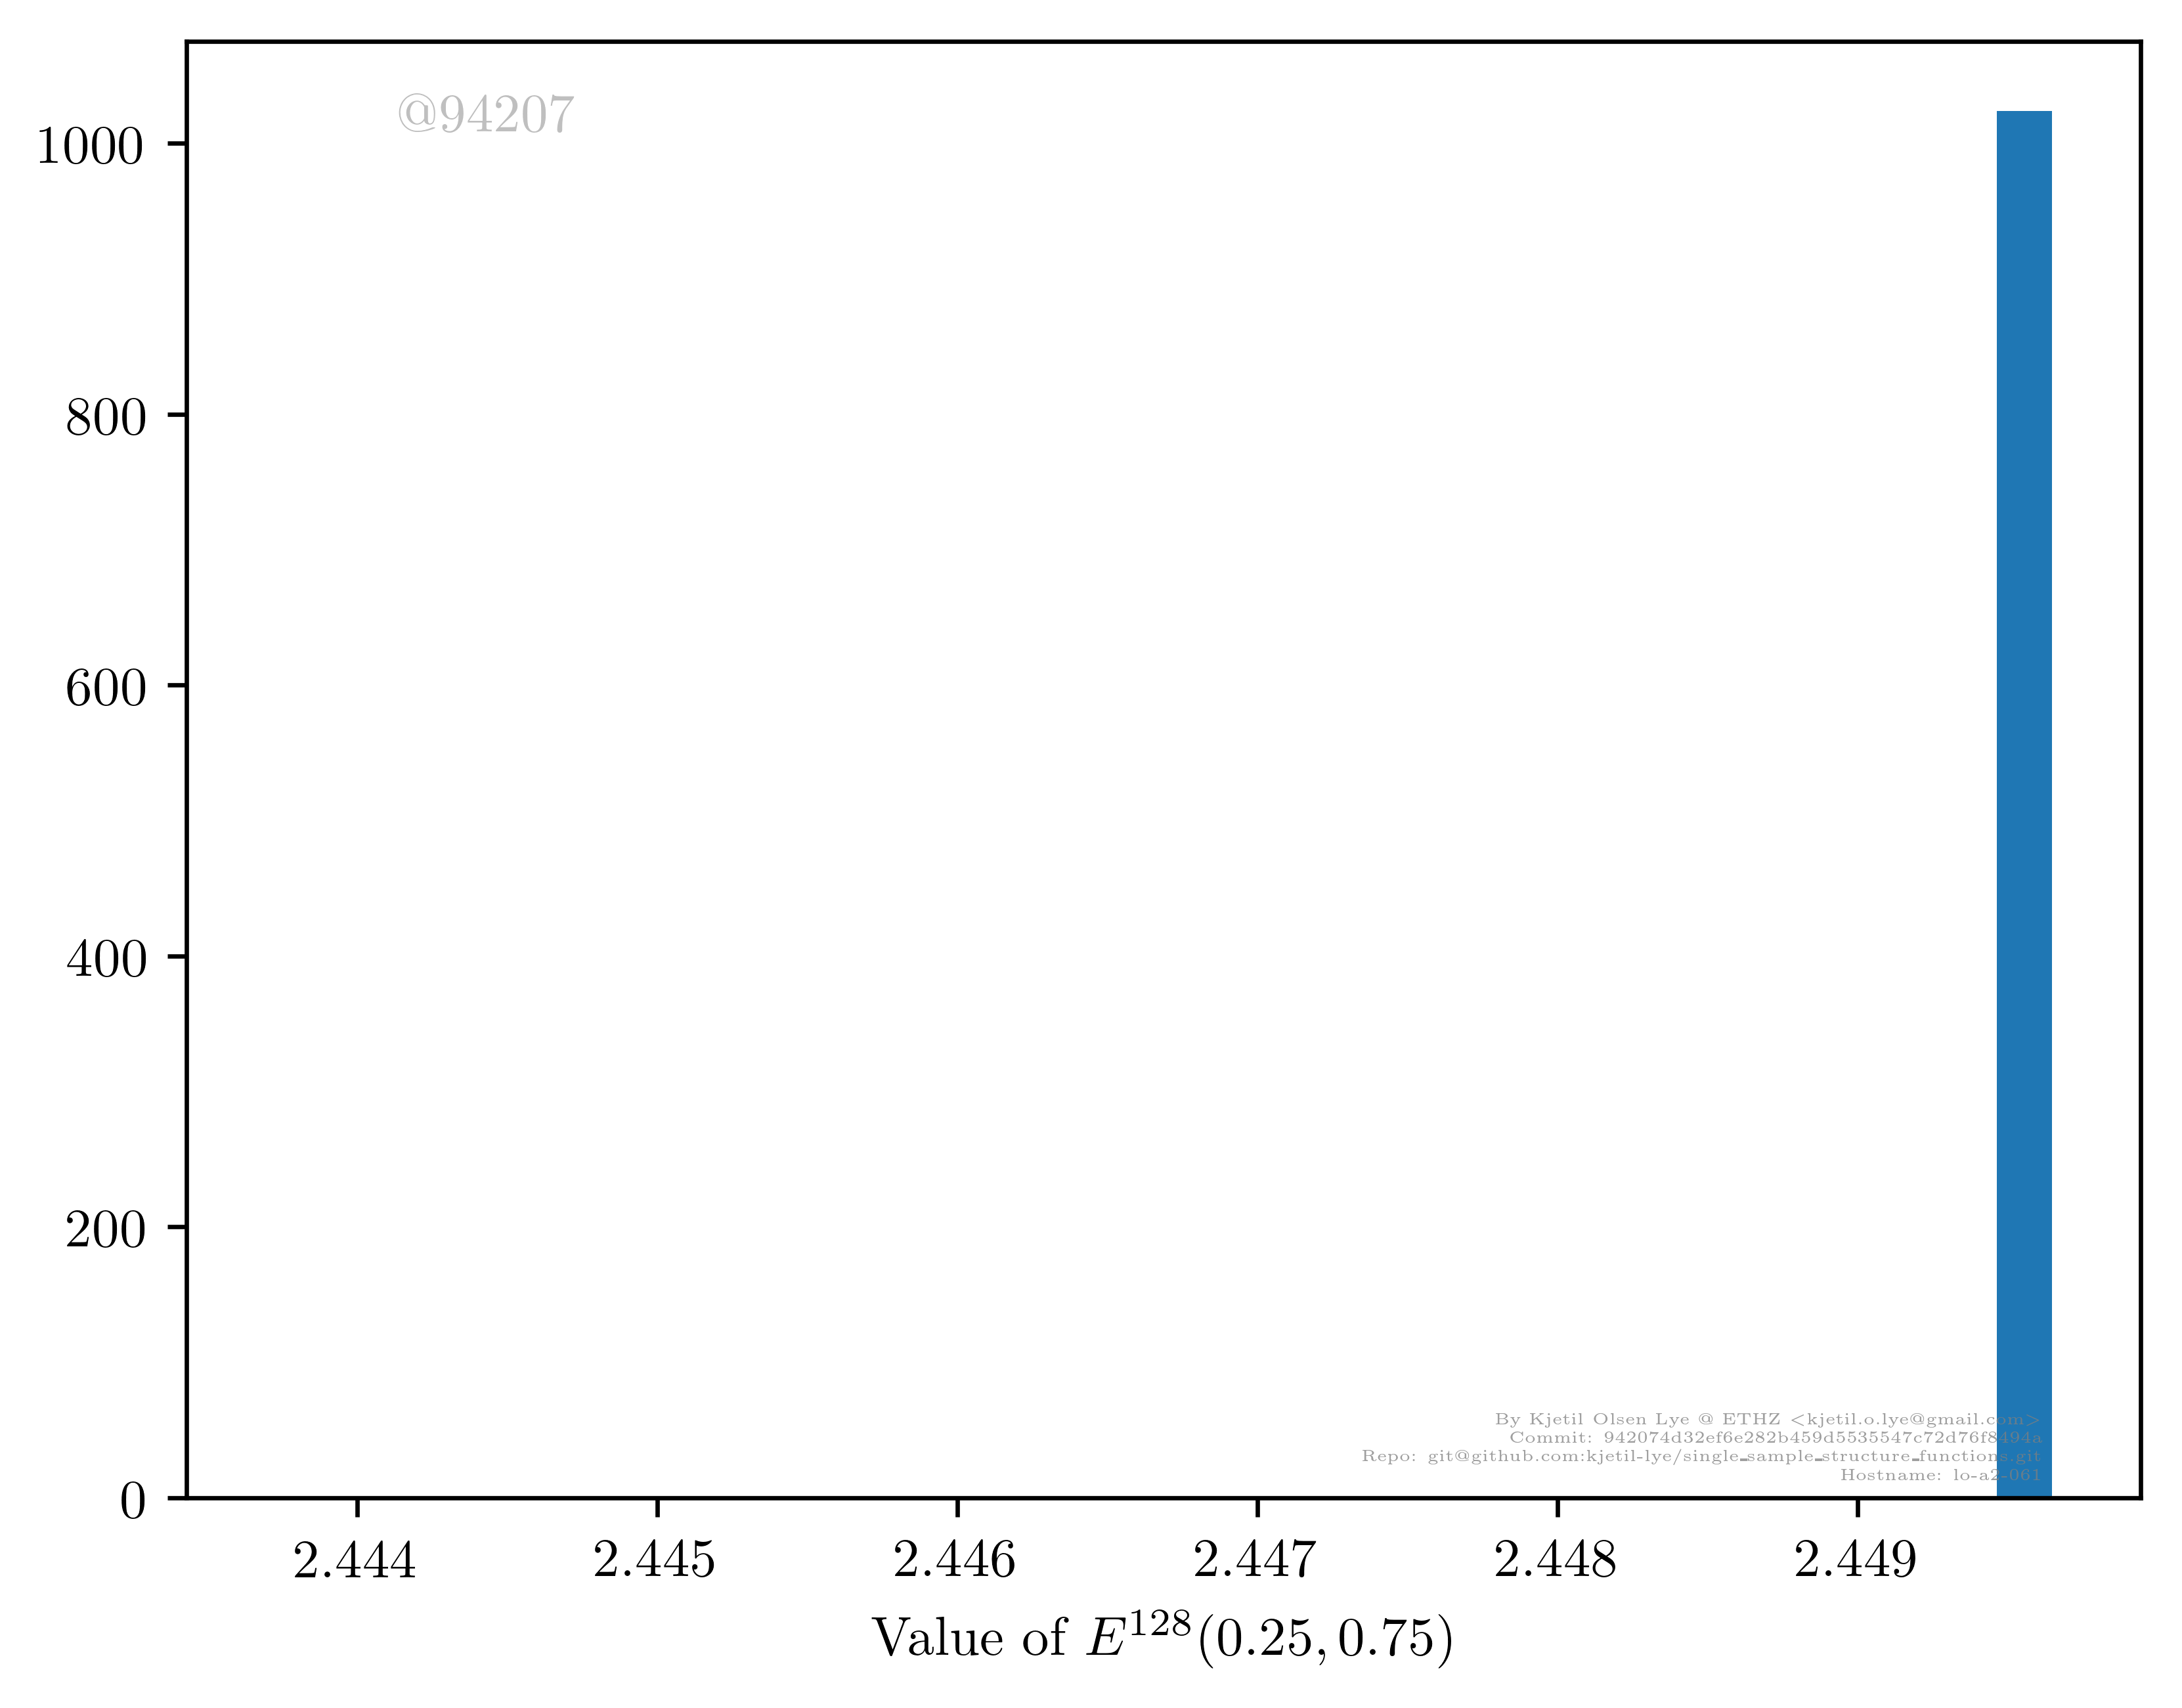 @94207
1000
800
600
400
200
0
By Kjetil Olsen Lye @ ETHZ <kjetil.o.lye@gmail.com>
Commit: 942074d32ef6e282b459d5535547c72d76f8494a
Repo: git@github.com:kjetil-lye/single_sample_structure_functions.git
Hostname: lo-a2-061
2.444 2.445 2.446 2.447 2.448 2.449
Value of E^128(0.25, 0.75)